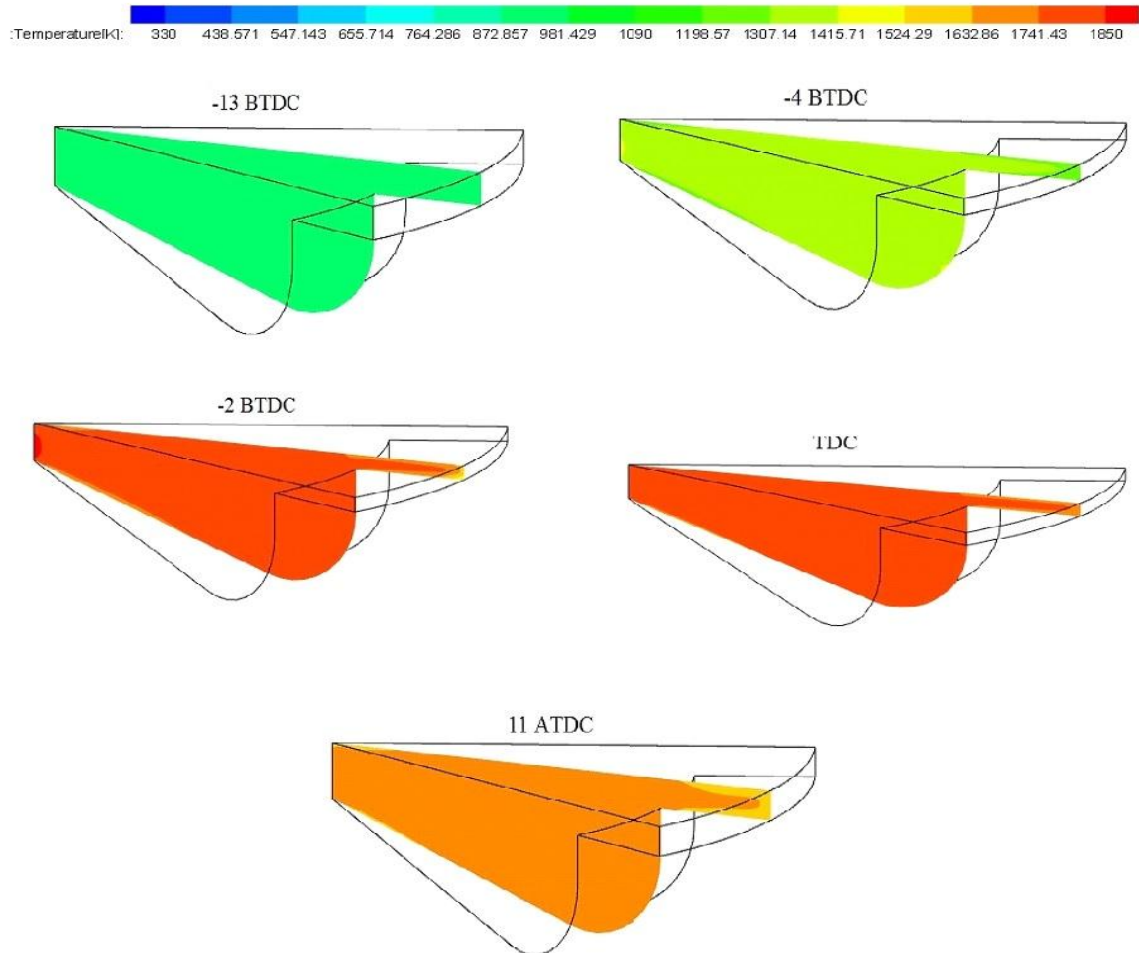 :Temperature[K]: 330 438.571 547.143 655.714 764.286 872.857 981.429 1090 1198.57 1307.14 1415.71 1524.29 1632.86 1741.43 1850
-13 BTDC
-4 BTDC
-2 BTDC
TDC
11 ATDC